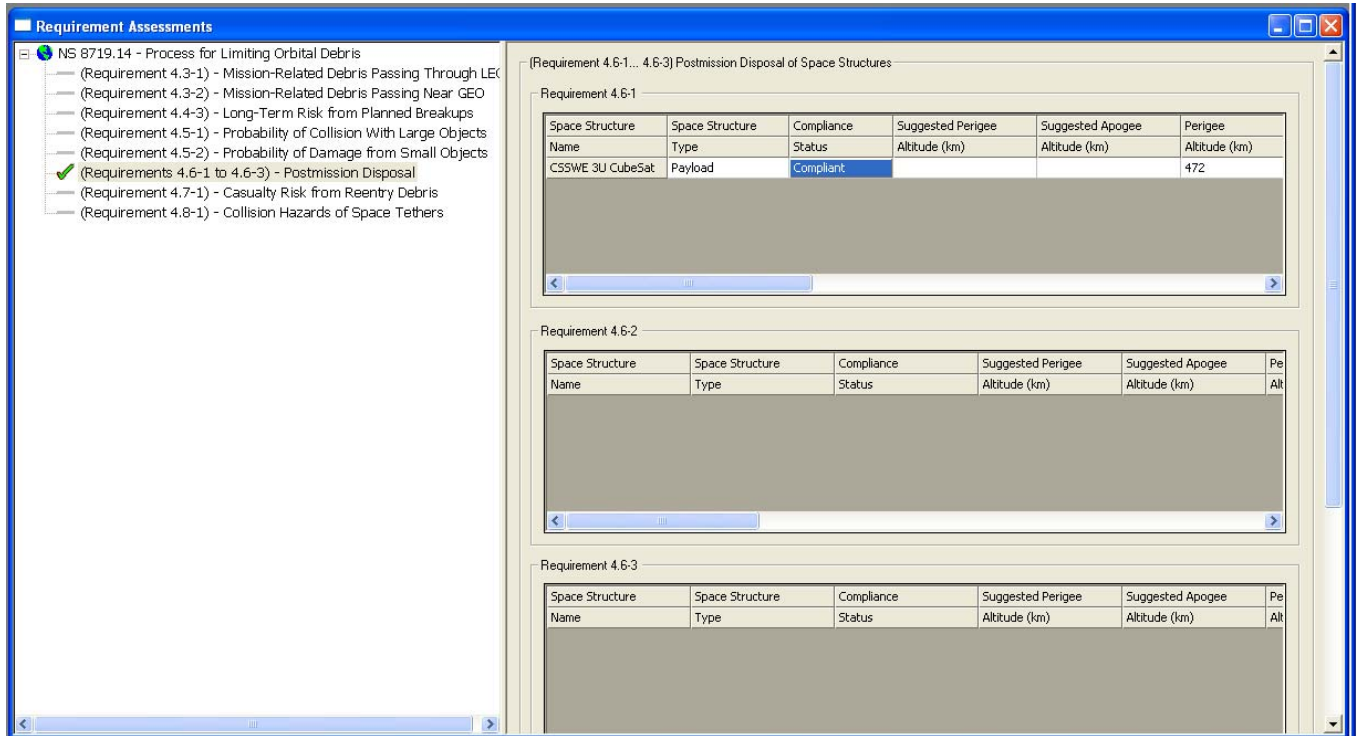 Requirement Assessments
NS 8719.14 - Process for Limiting Orbital Debris
(Requirement 4.3-1) - Mission-Related Debris Passing Through LE
(Requirement 4.3-2) - Mission-Related Debris Passing Near GEO
(Requirement 4.4-3) - Long-Term Risk from Planned Breakups
(Requirement 4.5-1) - Probability of Collision With Large Objects
(Requirement 4.5-2) - Probability of Damage from Small Objects
(Requirements 4.6-1 to 4.6-3) - Postmission Disposal
(Requirement 4.7-1) - Casualty Risk from Reentry Debris
(Requirement 4.8-1) - Collision Hazards of Space Tethers
(Requirement 4.6-1... 4.6-3) Postmission Disposal of Space Structures
Requirement 4.6-1
Space Structure Space Structure Compliance Suggested Perigee Suggested Apogee Perigee
Name Type Status Altitude (km) Altitude (km) Altitude (km)
CSSWE 3U CubeSat Payload Compliant 472
Requirement 4.6-2
Space Structure Space Structure Compliance Suggested Perigee Suggested Apogee Pe
Name Type Status Altitude (km) Altitude (km) Alt
Requirement 4.6-3
Space Structure Space Structure Compliance Suggested Perigee Suggested Apogee Pe
Name Type Status Altitude (km) Altitude (km) Alt